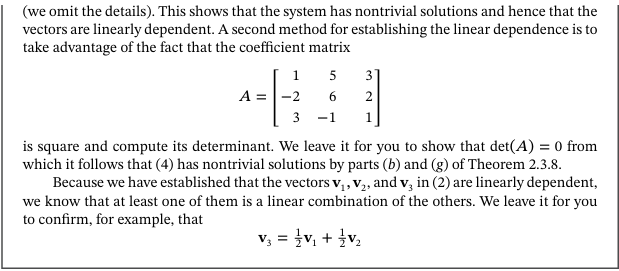 (we omit the details). This shows that the system has nontrivial solutions and hence that the
vectors are linearly dependent. A second method for establishing the linear dependence is to
take advantage of the fact that the coefficient matrix
A = [ 1 5 3
−2 6 2
3 −1 1 ]
is square and compute its determinant. We leave it for you to show that det(A) = 0 from
which it follows that (4) has nontrivial solutions by parts (b) and (g) of Theorem 2.3.8.
Because we have established that the vectors v₁, v₂, and v₃ in (2) are linearly dependent,
we know that at least one of them is a linear combination of the others. We leave it for you
to confirm, for example, that
v₃ = ½v₁ + ½v₂